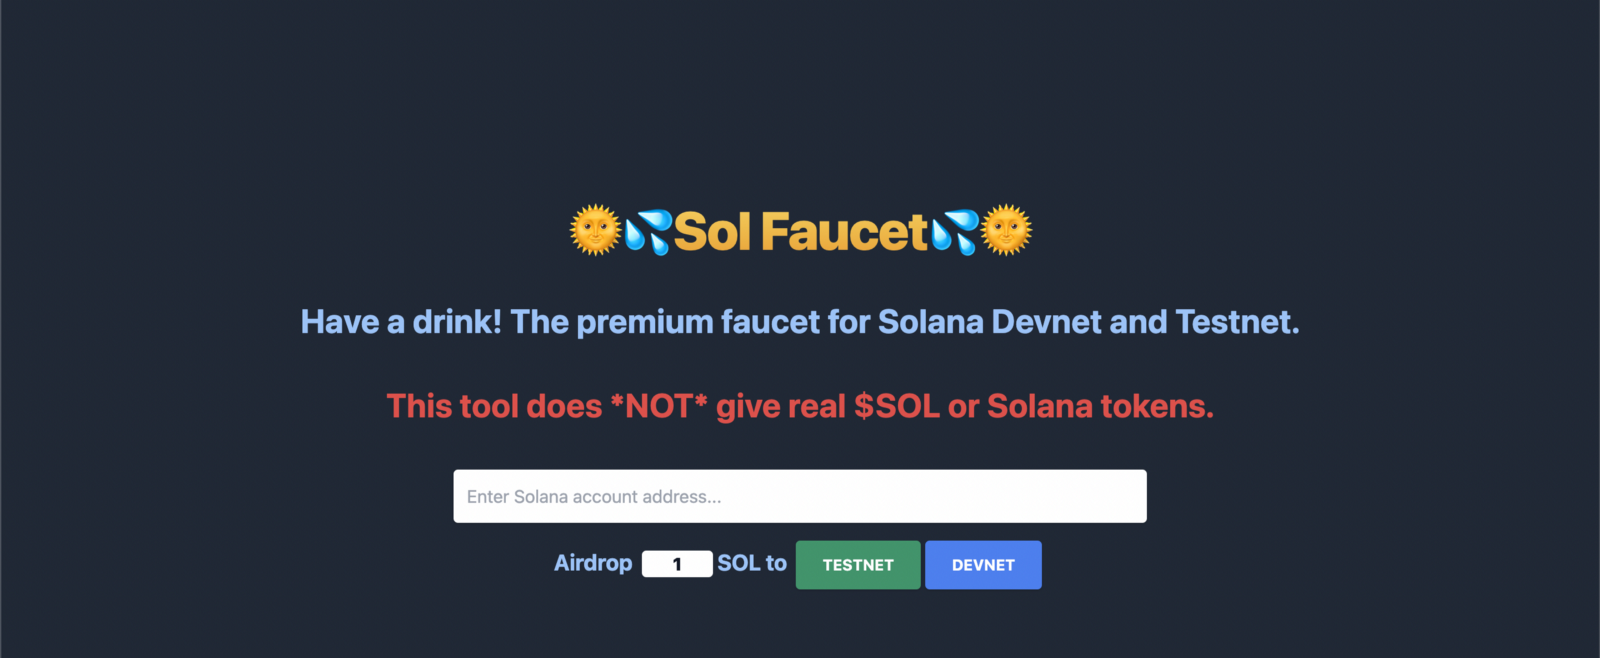 🌞💦Sol Faucet💦🌞
Have a drink! The premium faucet for Solana Devnet and Testnet.
This tool does *NOT* give real $SOL or Solana tokens.
Enter Solana account address...
Airdrop 1 SOL to TESTNET DEVNET